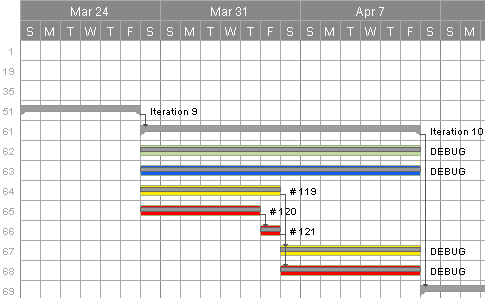 Mar 24 Mar 31 Apr 7
S M T W T F S S M T W T F S S M T W T F S S M
1
19
35
51 Iteration 9
61 Iteration 10
62 DEBUG
63 DEBUG
64 #119
65 #120
66 #121
67 DEBUG
68 DEBUG
69